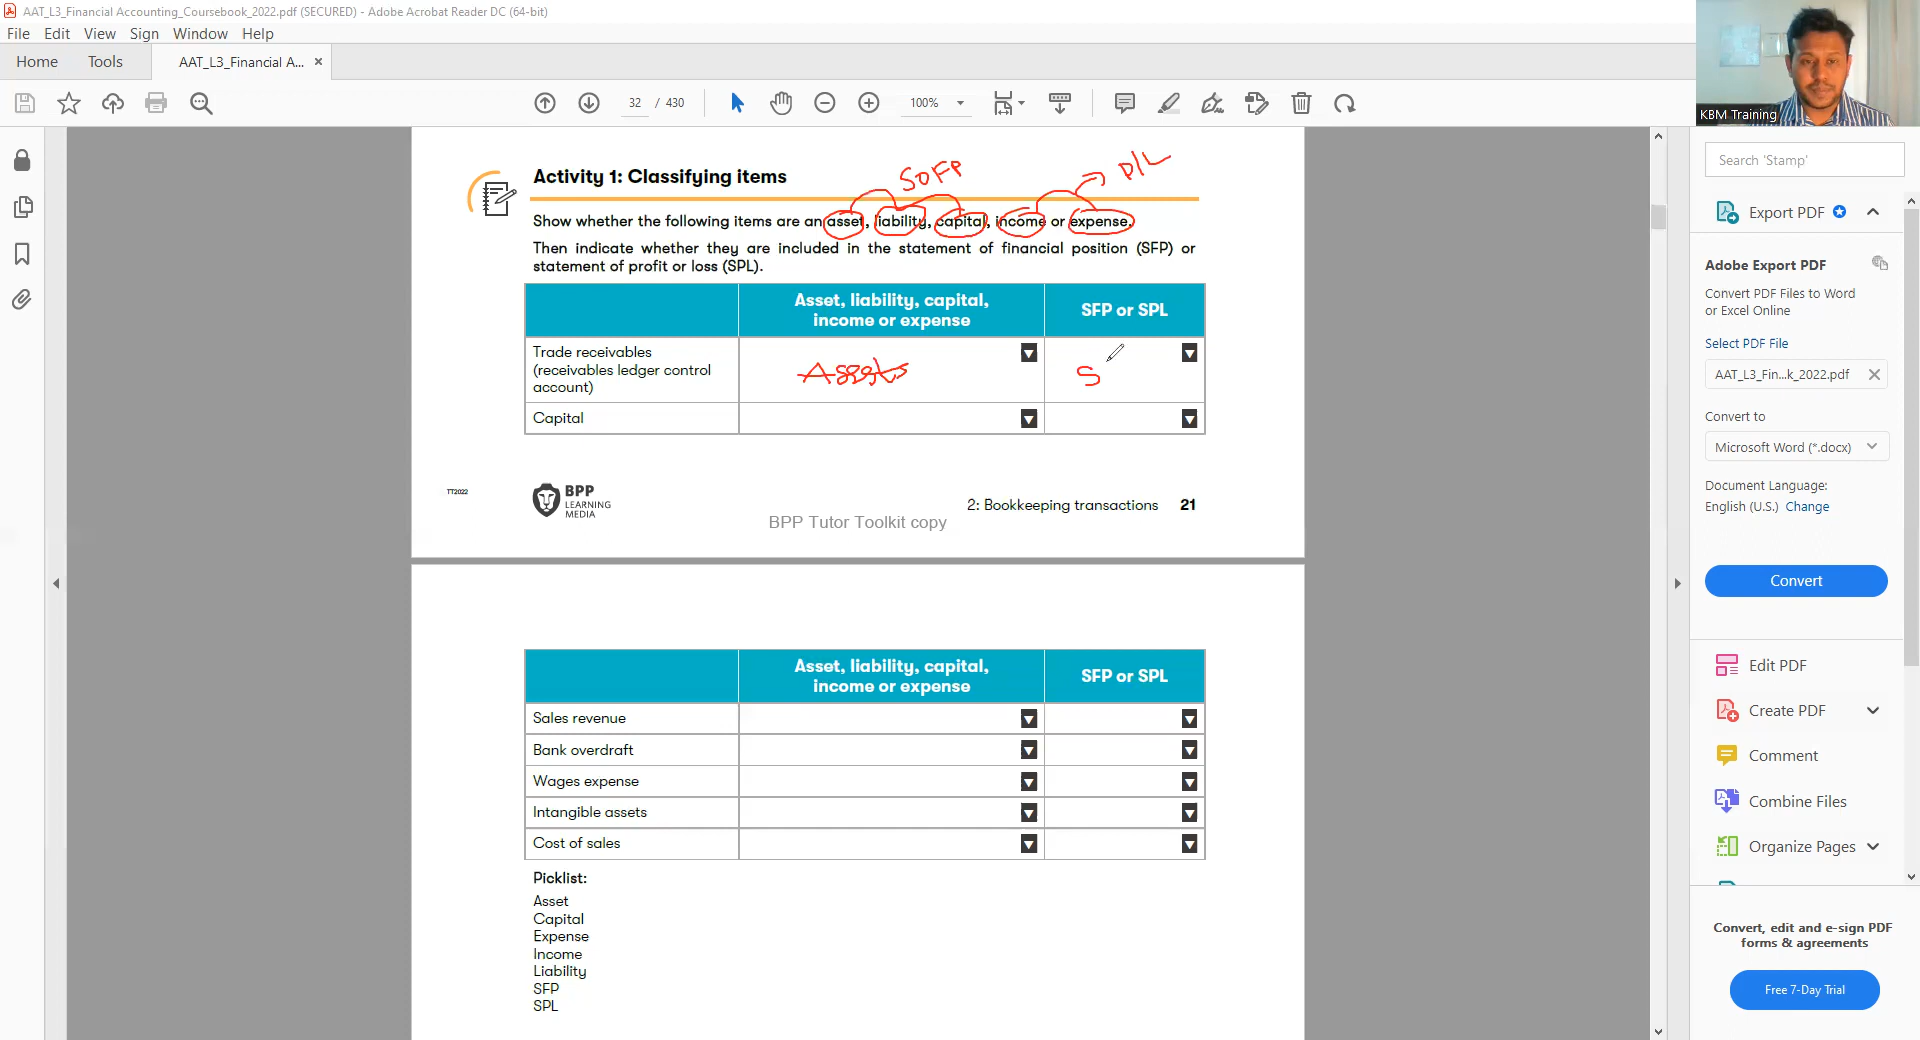 AAT_L3_Financial Accounting_Coursebook_2022.pdf (SECURED) - Adobe Acrobat Reader DC (64-bit)
File Edit View Sign Window Help
Home Tools AAT_L3_Financial A... ×
32 / 430 100%
KBM Training
Search 'Stamp'
Export PDF
Adobe Export PDF
Convert PDF Files to Word
or Excel Online
Select PDF File
AAT_L3_Fin...k_2022.pdf
Convert to
Microsoft Word (*.docx)
Document Language:
English (U.S.) Change
Convert
Edit PDF
Create PDF
Comment
Combine Files
Organize Pages
Convert, edit and e-sign PDF
forms & agreements
Free 7-Day Trial
SOFP P/L
Activity 1: Classifying items
Show whether the following items are an asset, liability, capital, income or expense.
Then indicate whether they are included in the statement of financial position (SFP) or
statement of profit or loss (SPL).
Asset, liability, capital,
income or expense
SFP or SPL
Trade receivables
(receivables ledger control
account)
Assets
S
Capital
TT2022
BPP
LEARNING
MEDIA
2: Bookkeeping transactions 21
BPP Tutor Toolkit copy
Asset, liability, capital,
income or expense
SFP or SPL
Sales revenue
Bank overdraft
Wages expense
Intangible assets
Cost of sales
Picklist:
Asset
Capital
Expense
Income
Liability
SFP
SPL